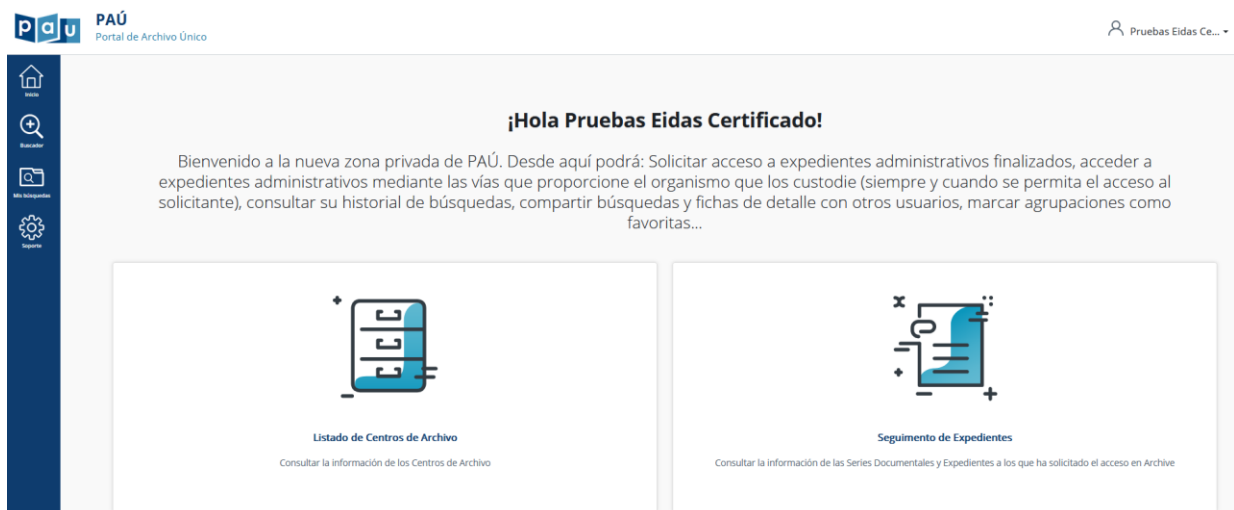 pau
PAÚ
Portal de Archivo Único
Pruebas Eidas Ce...
Inicio
Buscador
Mis búsquedas
Soporte
¡Hola Pruebas Eidas Certificado!
Bienvenido a la nueva zona privada de PAÚ. Desde aquí podrá: Solicitar acceso a expedientes administrativos finalizados, acceder a
expedientes administrativos mediante las vías que proporcione el organismo que los custodie (siempre y cuando se permita el acceso al
solicitante), consultar su historial de búsquedas, compartir búsquedas y fichas de detalle con otros usuarios, marcar agrupaciones como
favoritas...
Listado de Centros de Archivo
Consultar la información de los Centros de Archivo
Seguimento de Expedientes
Consultar la información de las Series Documentales y Expedientes a los que ha solicitado el acceso en Archive